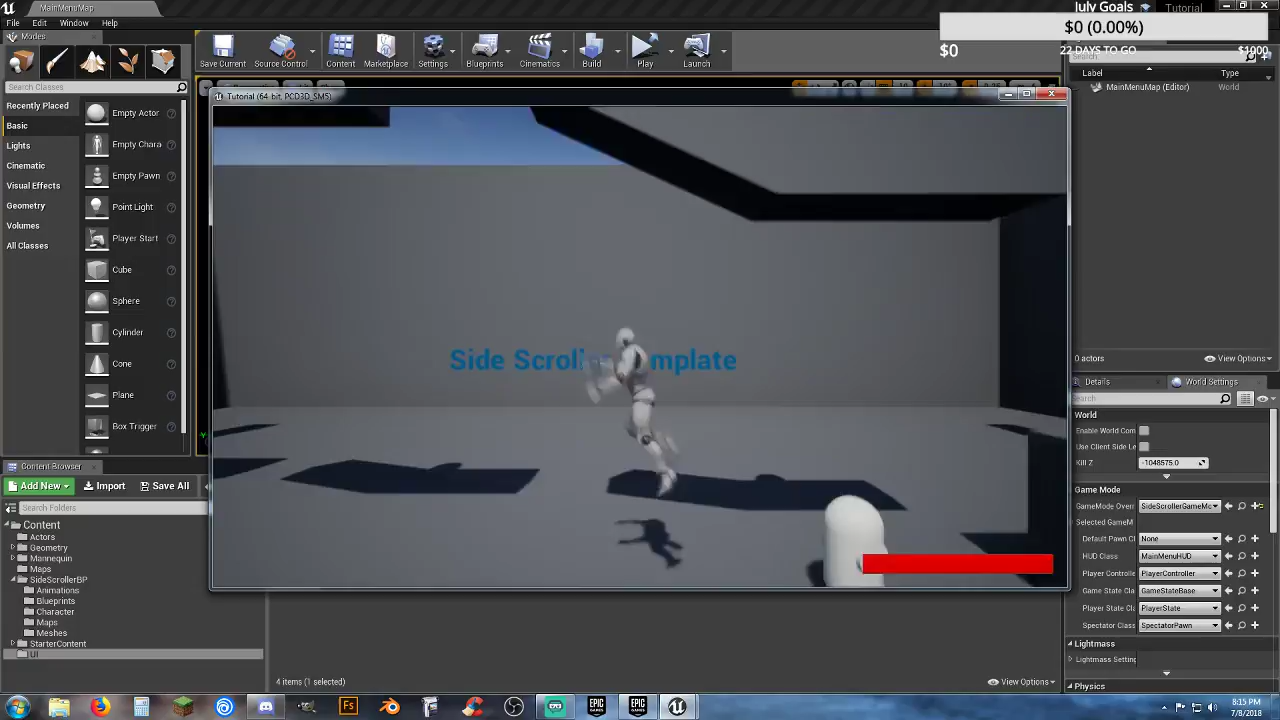 MainMenuMap
July Goals
Tutorial
File Edit Window Help
$0 (0.00%)
$0
22 DAYS TO GO
$1000
Modes
Search Classes
Recently Placed
Basic
Lights
Cinematic
Visual Effects
Geometry
Volumes
All Classes
Empty Actor
Empty Chara
Empty Pawn
Point Light
Player Start
Cube
Sphere
Cylinder
Cone
Plane
Box Trigger
Save Current
Source Control
Content
Marketplace
Settings
Blueprints
Cinematics
Build
Play
Launch
Tutorial (64-bit, PCD3D_SM5)
Side Scroller Template
Search
Label
Type
MainMenuMap (Editor)
World
0 actors
View Options
Details
World Settings
Search
World
Enable World Com
Use Client Side Le
Kill Z
-1048575.0
Game Mode
GameMode Overr
SideScrollerGameMo
Selected GameM
Default Pawn Cl
None
HUD Class
MainMenuHUD
Player Controlle
PlayerController
Game State Cla
GameStateBase
Player State Cl
PlayerState
Spectator Class
SpectatorPawn
Lightmass
Lightmass Setting
Physics
Content Browser
Add New
Import
Save All
Search Folders
Content
Actors
Geometry
Mannequin
Maps
SideScrollerBP
Animations
Blueprints
Character
Maps
Meshes
StarterContent
UI
4 items (1 selected)
View Options
8:15 PM
7/8/2018